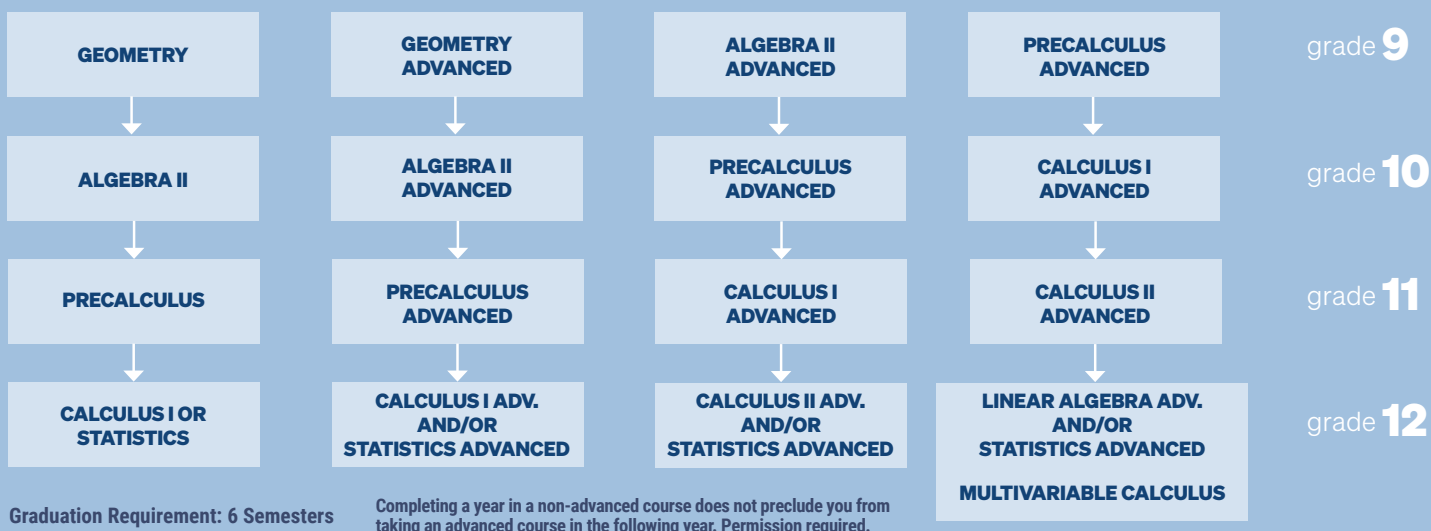 GEOMETRY
GEOMETRY
ADVANCED
ALGEBRA II
ADVANCED
PRECALCULUS
ADVANCED
grade 9
ALGEBRA II
ALGEBRA II
ADVANCED
PRECALCULUS
ADVANCED
CALCULUS I
ADVANCED
grade 10
PRECALCULUS
PRECALCULUS
ADVANCED
CALCULUS I
ADVANCED
CALCULUS II
ADVANCED
grade 11
CALCULUS I OR
STATISTICS
CALCULUS I ADV.
AND/OR
STATISTICS ADVANCED
CALCULUS II ADV.
AND/OR
STATISTICS ADVANCED
LINEAR ALGEBRA ADV.
AND/OR
STATISTICS ADVANCED
MULTIVARIABLE CALCULUS
grade 12
Graduation Requirement: 6 Semesters
Completing a year in a non-advanced course does not preclude you from
taking an advanced course in the following year. Permission required.